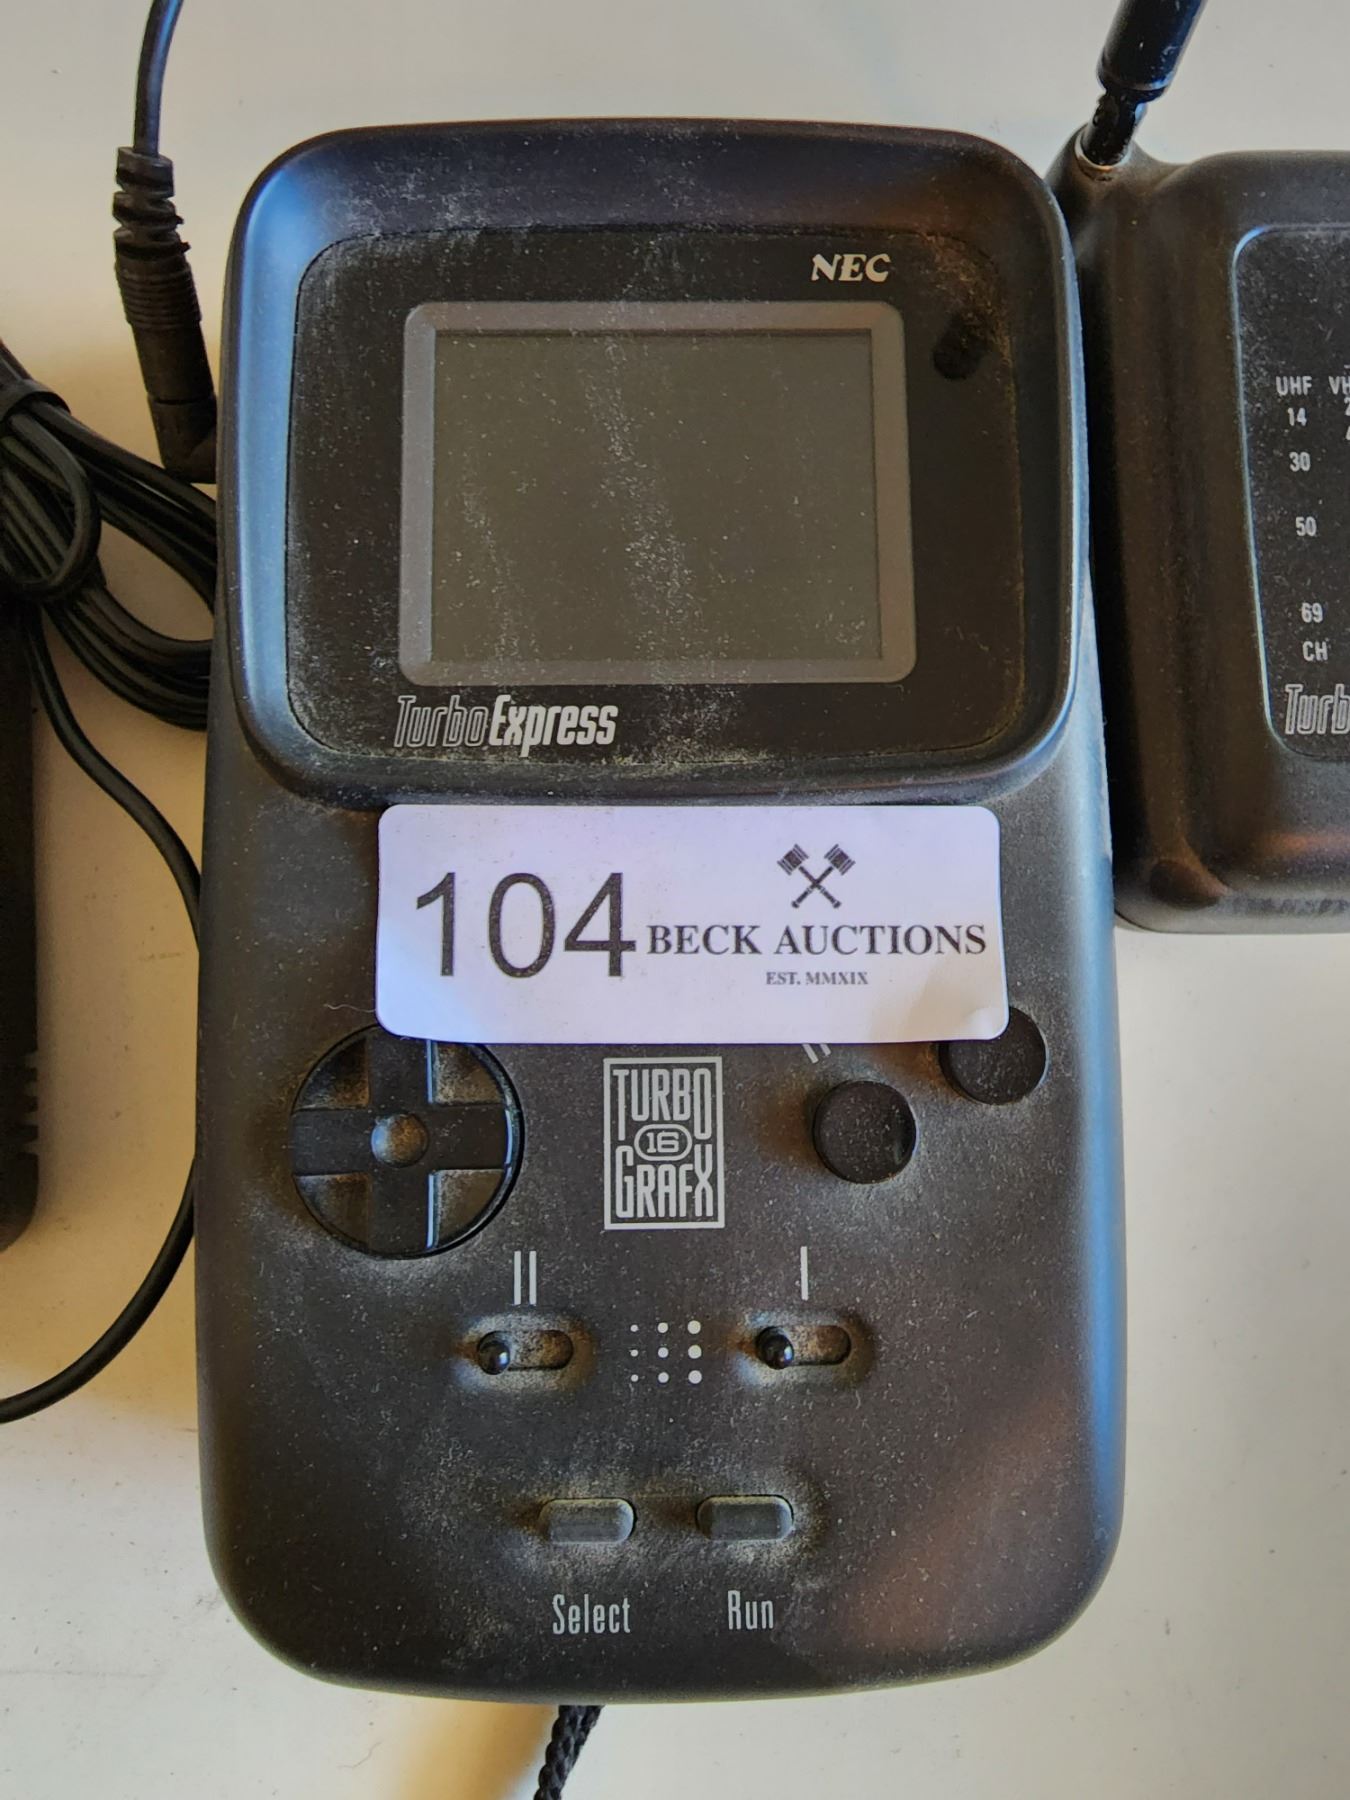 NEC
TurboExpress
104
BECK AUCTIONS
EST. MMXIX
II
TURBO
16
GRAFX
II
I
Select
Run
UHF
14
30
50
69
CH